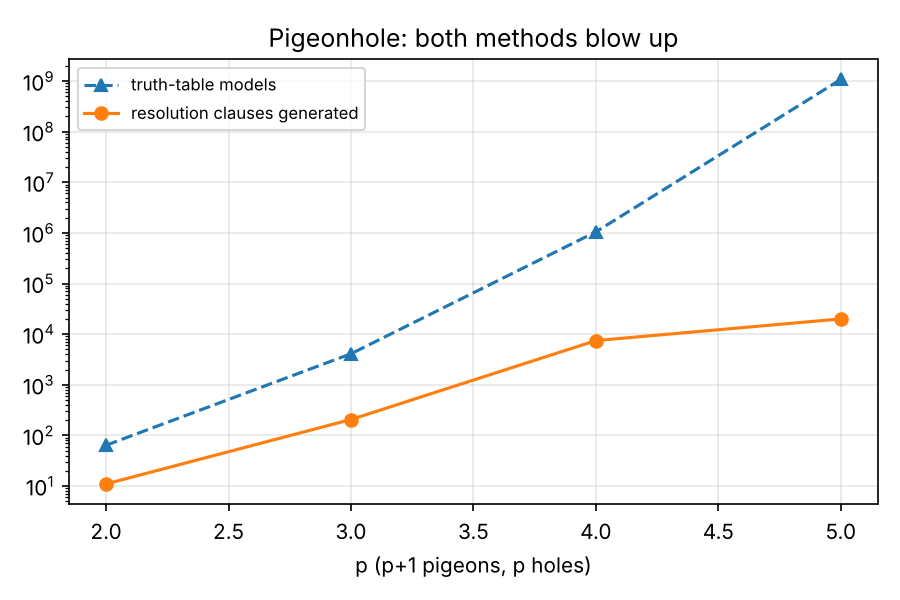 Pigeonhole: both methods blow up
truth-table models
resolution clauses generated
10⁹
10⁸
10⁷
10⁶
10⁵
10⁴
10³
10²
10¹
2.0 2.5 3.0 3.5 4.0 4.5 5.0
p (p+1 pigeons, p holes)